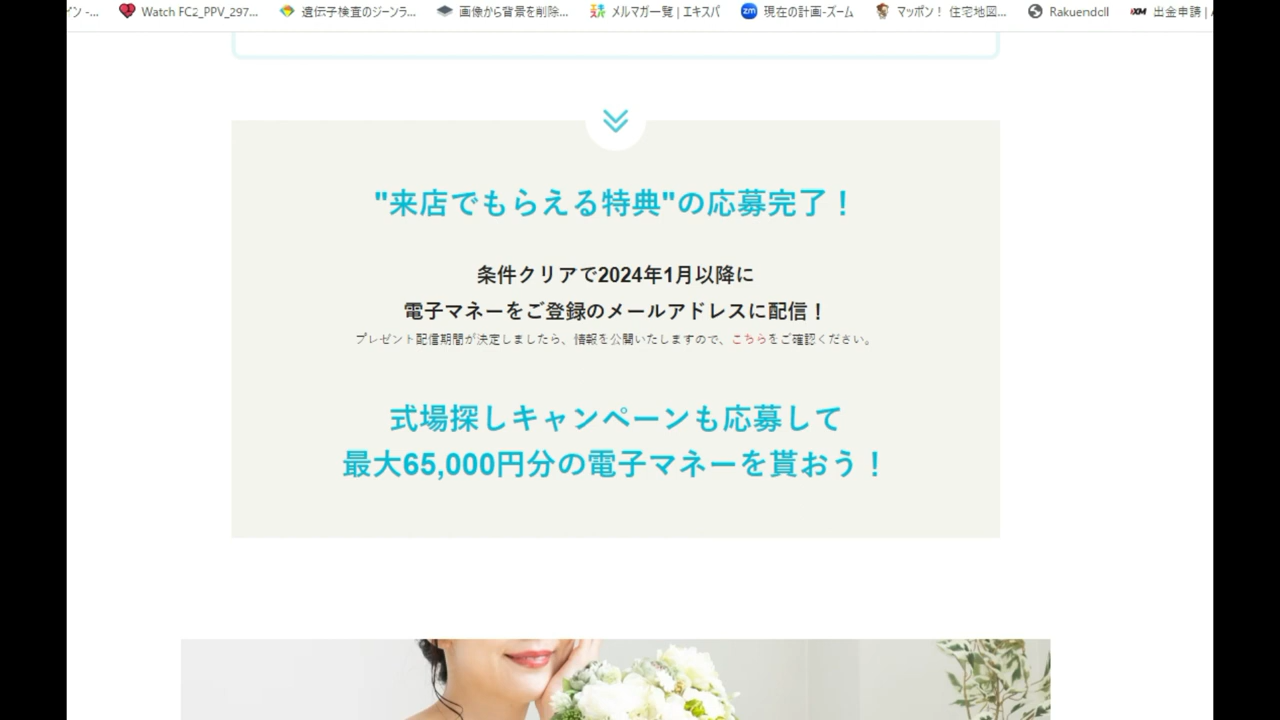 イン -...
Watch FC2_PPV_297...
遺伝子検査のジーンラ...
画像から背景を削除...
メルマガ一覧 | エキスパ
zm
現在の計画-ズーム
マッポン！ 住宅地図...
Rakuendoll
XM
出金申請 |
"来店でもらえる特典"の応募完了！
条件クリアで2024年1月以降に
電子マネーをご登録のメールアドレスに配信！
プレゼント配信期間が決定しましたら、情報を公開いたしますので、こちらをご確認ください。
式場探しキャンペーンも応募して
最大65,000円分の電子マネーを貰おう！